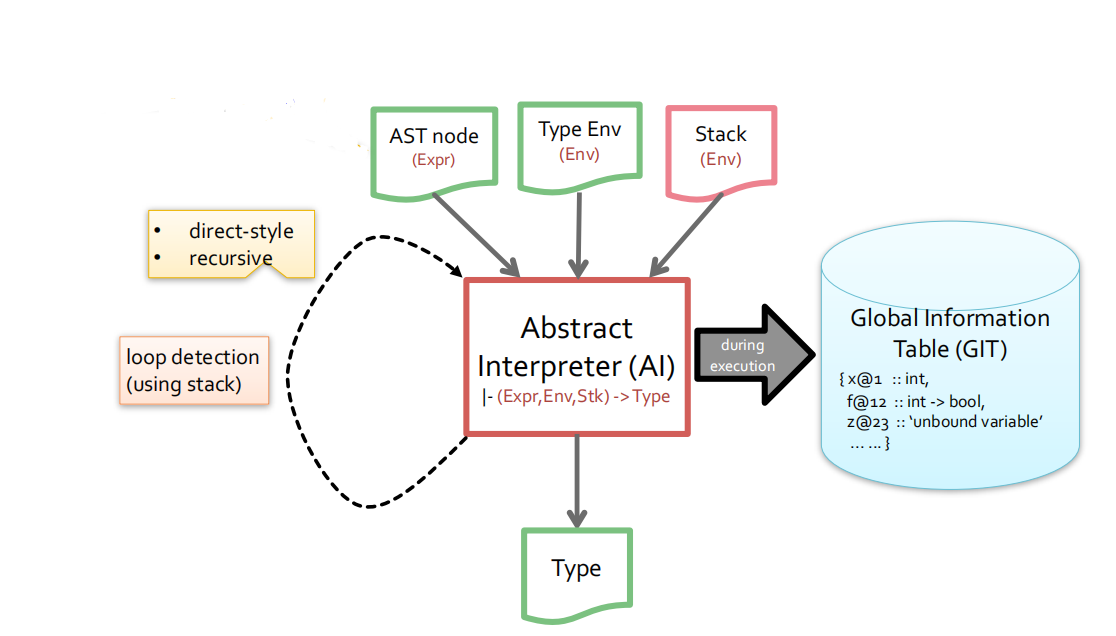 AST node
(Expr)
Type Env
(Env)
Stack
(Env)
• direct-style
• recursive
loop detection
(using stack)
Abstract
Interpreter (AI)
|- (Expr,Env,Stk) -> Type
during
execution
Global Information
Table (GIT)
{ x@1 :: int,
f@12 :: int -> bool,
z@23 :: ‘unbound variable’
... ... }
Type